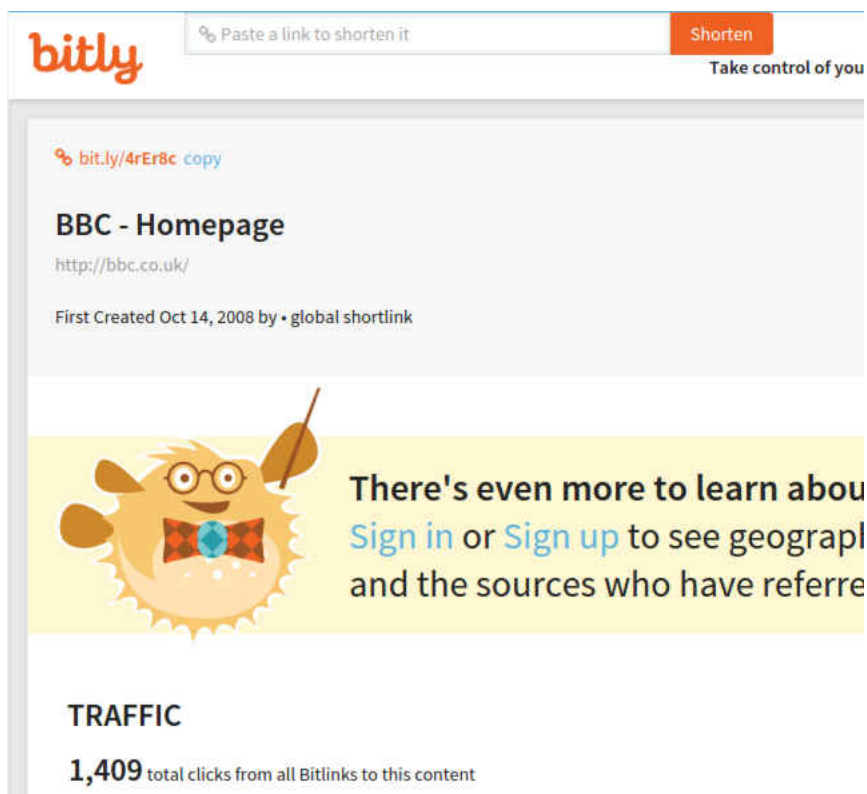 bitly
Paste a link to shorten it
Shorten
Take control of you
bit.ly/4rEr8c copy
BBC - Homepage
http://bbc.co.uk/
First Created Oct 14, 2008 by • global shortlink
There's even more to learn abou
Sign in or Sign up to see geograph
and the sources who have referre
TRAFFIC
1,409 total clicks from all Bitlinks to this content